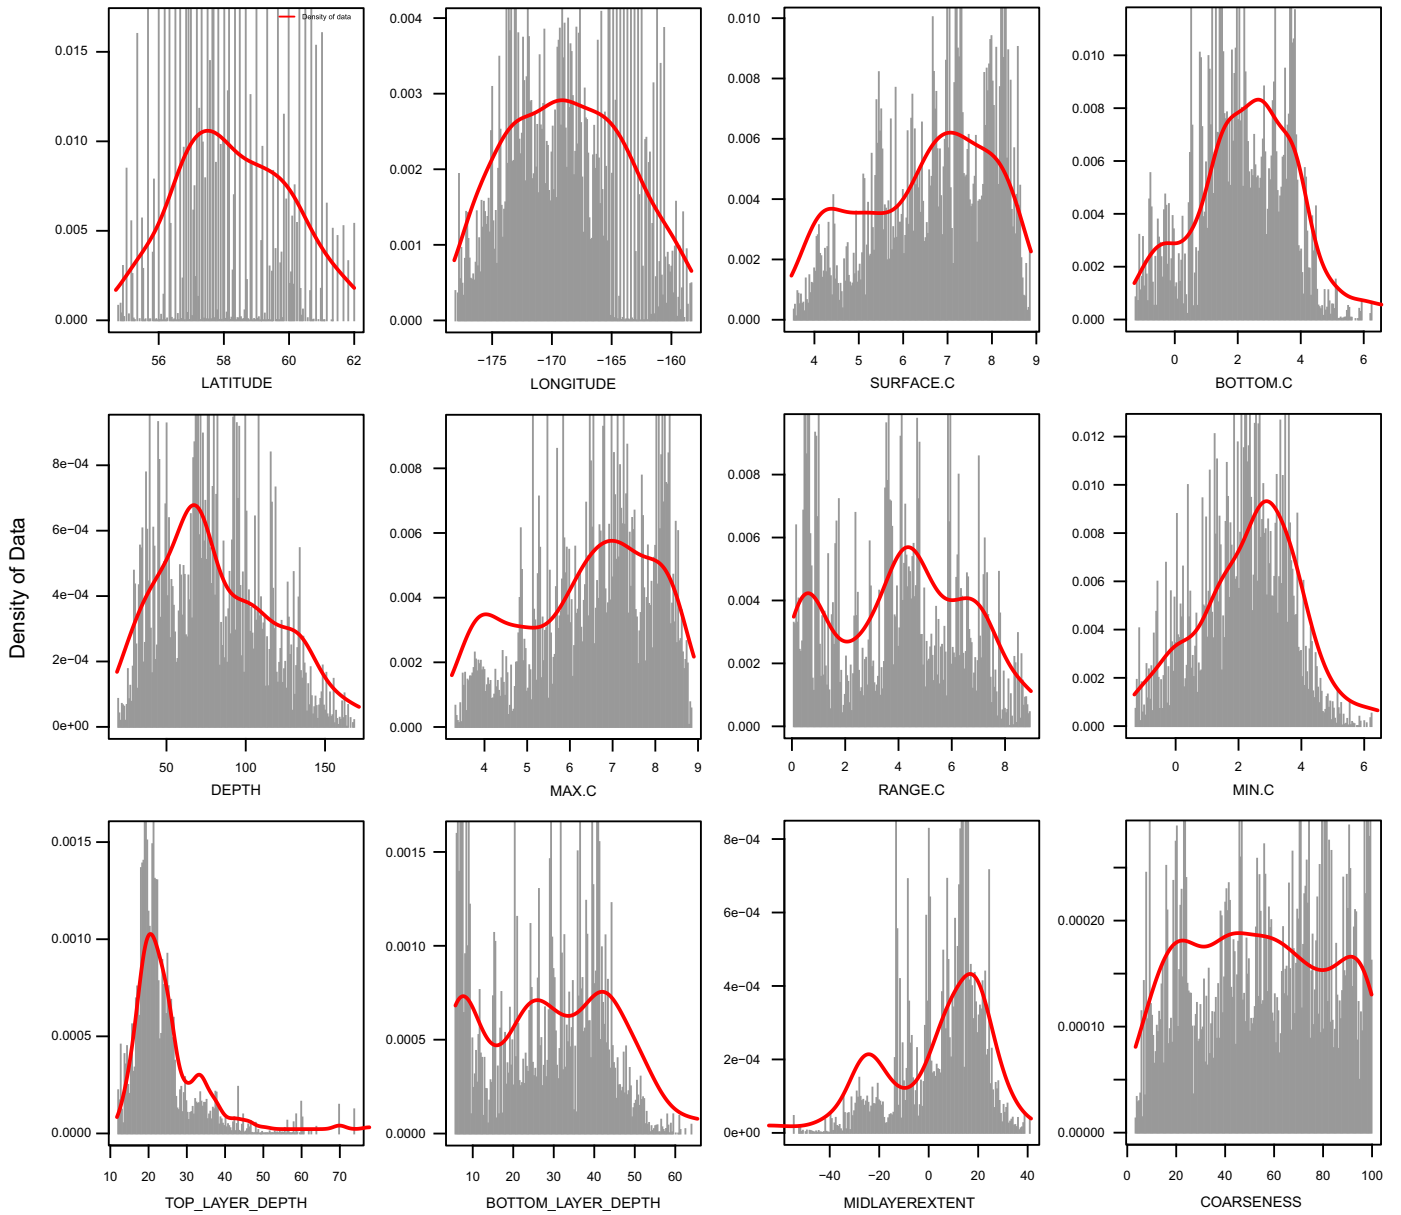 Density of data
0.015
0.010
0.005
0.000
56 58 60 62
LATITUDE
0.004
0.003
0.002
0.001
0.000
−175 −170 −165 −160
LONGITUDE
0.010
0.008
0.006
0.004
0.002
0.000
4 5 6 7 8 9
SURFACE.C
0.010
0.008
0.006
0.004
0.002
0.000
0 2 4 6
BOTTOM.C
Density of Data
8e−04
6e−04
4e−04
2e−04
0e+00
50 100 150
DEPTH
0.008
0.006
0.004
0.002
0.000
4 5 6 7 8 9
MAX.C
0.008
0.006
0.004
0.002
0.000
0 2 4 6 8
RANGE.C
0.012
0.010
0.008
0.006
0.004
0.002
0.000
0 2 4 6
MIN.C
0.0015
0.0010
0.0005
0.0000
10 20 30 40 50 60 70
TOP_LAYER_DEPTH
0.0015
0.0010
0.0005
0.0000
10 20 30 40 50 60
BOTTOM_LAYER_DEPTH
8e−04
6e−04
4e−04
2e−04
0e+00
−40 −20 0 20 40
MIDLAYEREXTENT
0.00020
0.00010
0.00000
0 20 40 60 80 100
COARSENESS